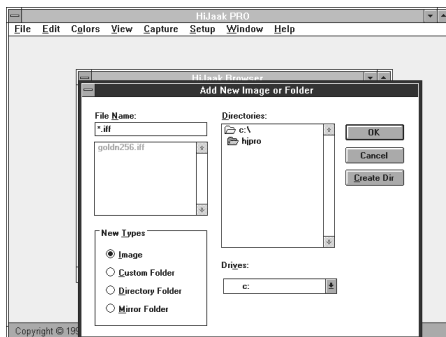 HiJaak PRO
File Edit Colors View Capture Setup Window Help
HiJaak Browser
Add New Image or Folder
File Name:
*.iff
goldn256.iff
Directories:
c:\
hjpro
OK
Cancel
Create Dir
New Types
Image
Custom Folder
Directory Folder
Mirror Folder
Drives:
c:
Copyright © 199